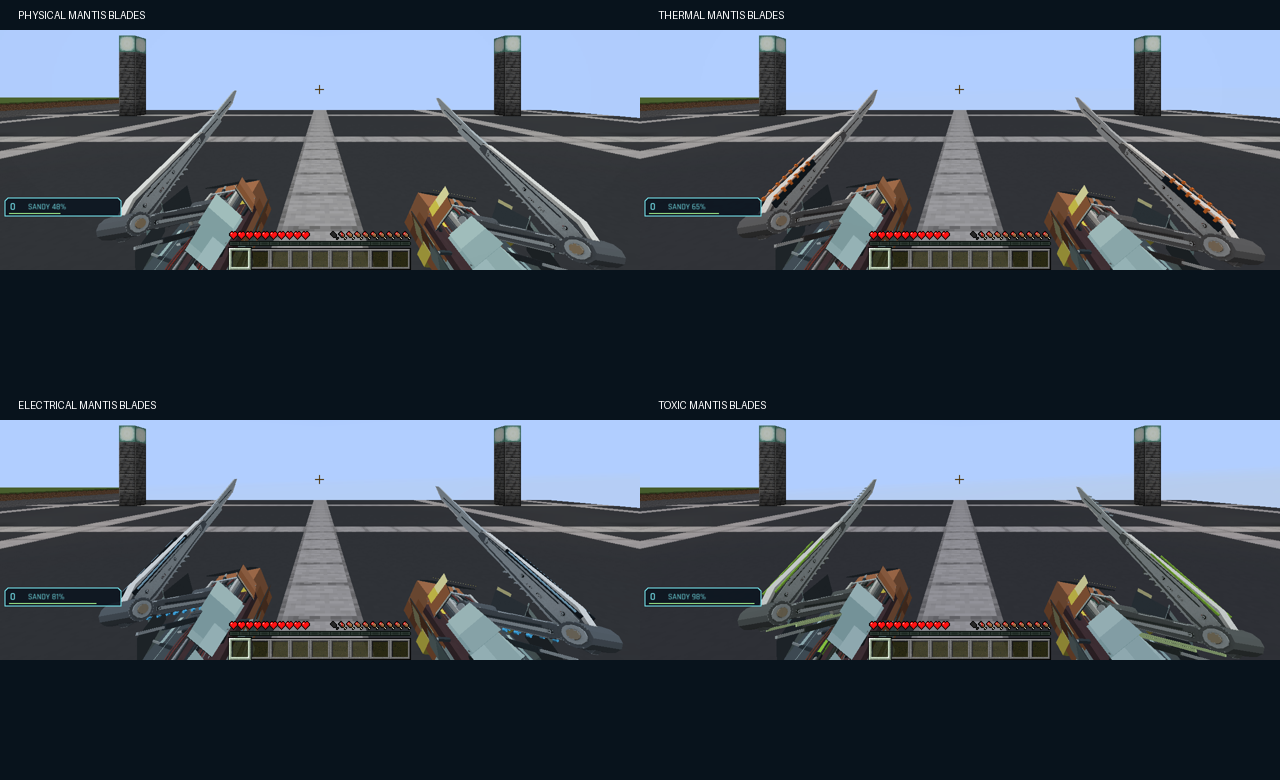 PHYSICAL MANTIS BLADES
THERMAL MANTIS BLADES
0 SANDY 48%
0 SANDY 65%
ELECTRICAL MANTIS BLADES
TOXIC MANTIS BLADES
0 SANDY 81%
0 SANDY 98%